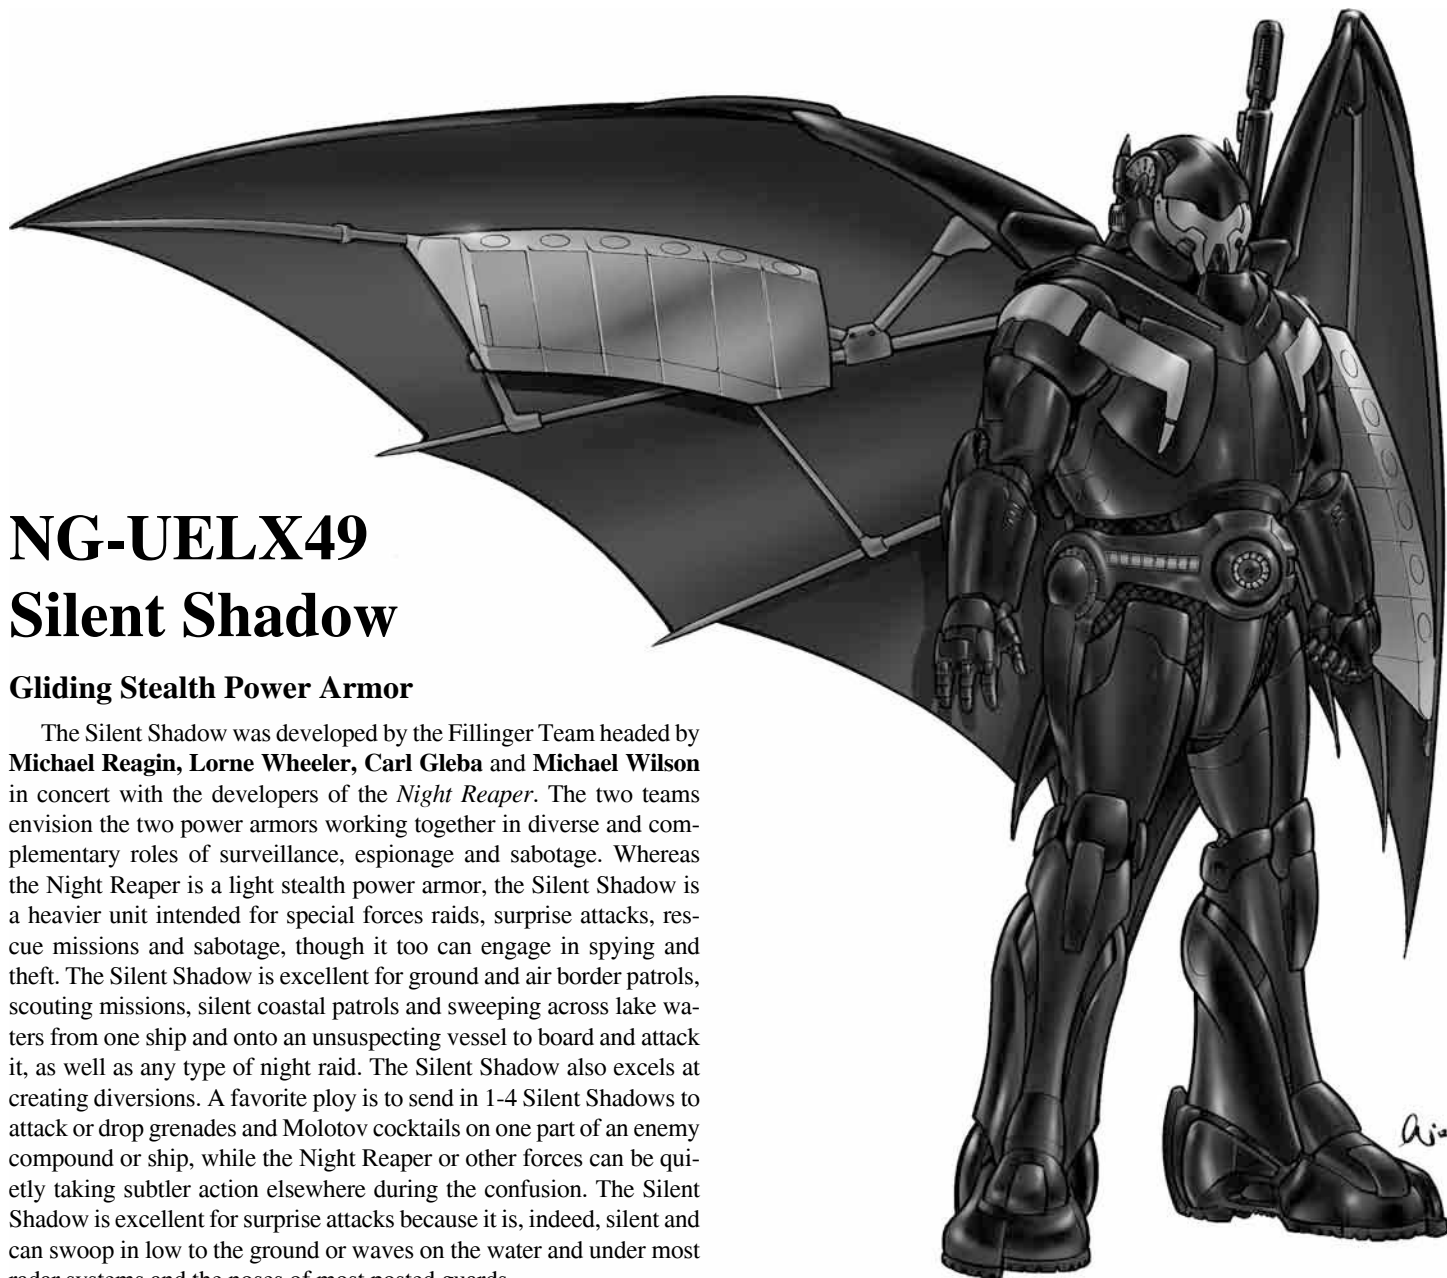 NG-UELX49
Silent Shadow
Gliding Stealth Power Armor
The Silent Shadow was developed by the Fillinger Team headed by
Michael Reagin, Lorne Wheeler, Carl Gleba and Michael Wilson
in concert with the developers of the Night Reaper. The two teams
envision the two power armors working together in diverse and com-
plementary roles of surveillance, espionage and sabotage. Whereas
the Night Reaper is a light stealth power armor, the Silent Shadow is
a heavier unit intended for special forces raids, surprise attacks, res-
cue missions and sabotage, though it too can engage in spying and
theft. The Silent Shadow is excellent for ground and air border patrols,
scouting missions, silent coastal patrols and sweeping across lake wa-
ters from one ship and onto an unsuspecting vessel to board and attack
it, as well as any type of night raid. The Silent Shadow also excels at
creating diversions. A favorite ploy is to send in 1-4 Silent Shadows to
attack or drop grenades and Molotov cocktails on one part of an enemy
compound or ship, while the Night Reaper or other forces can be qui-
etly taking subtler action elsewhere during the confusion. The Silent
Shadow is excellent for surprise attacks because it is, indeed, silent and
can swoop in low to the ground or waves on the water and under most
radar systems and the noses of most posted guards.